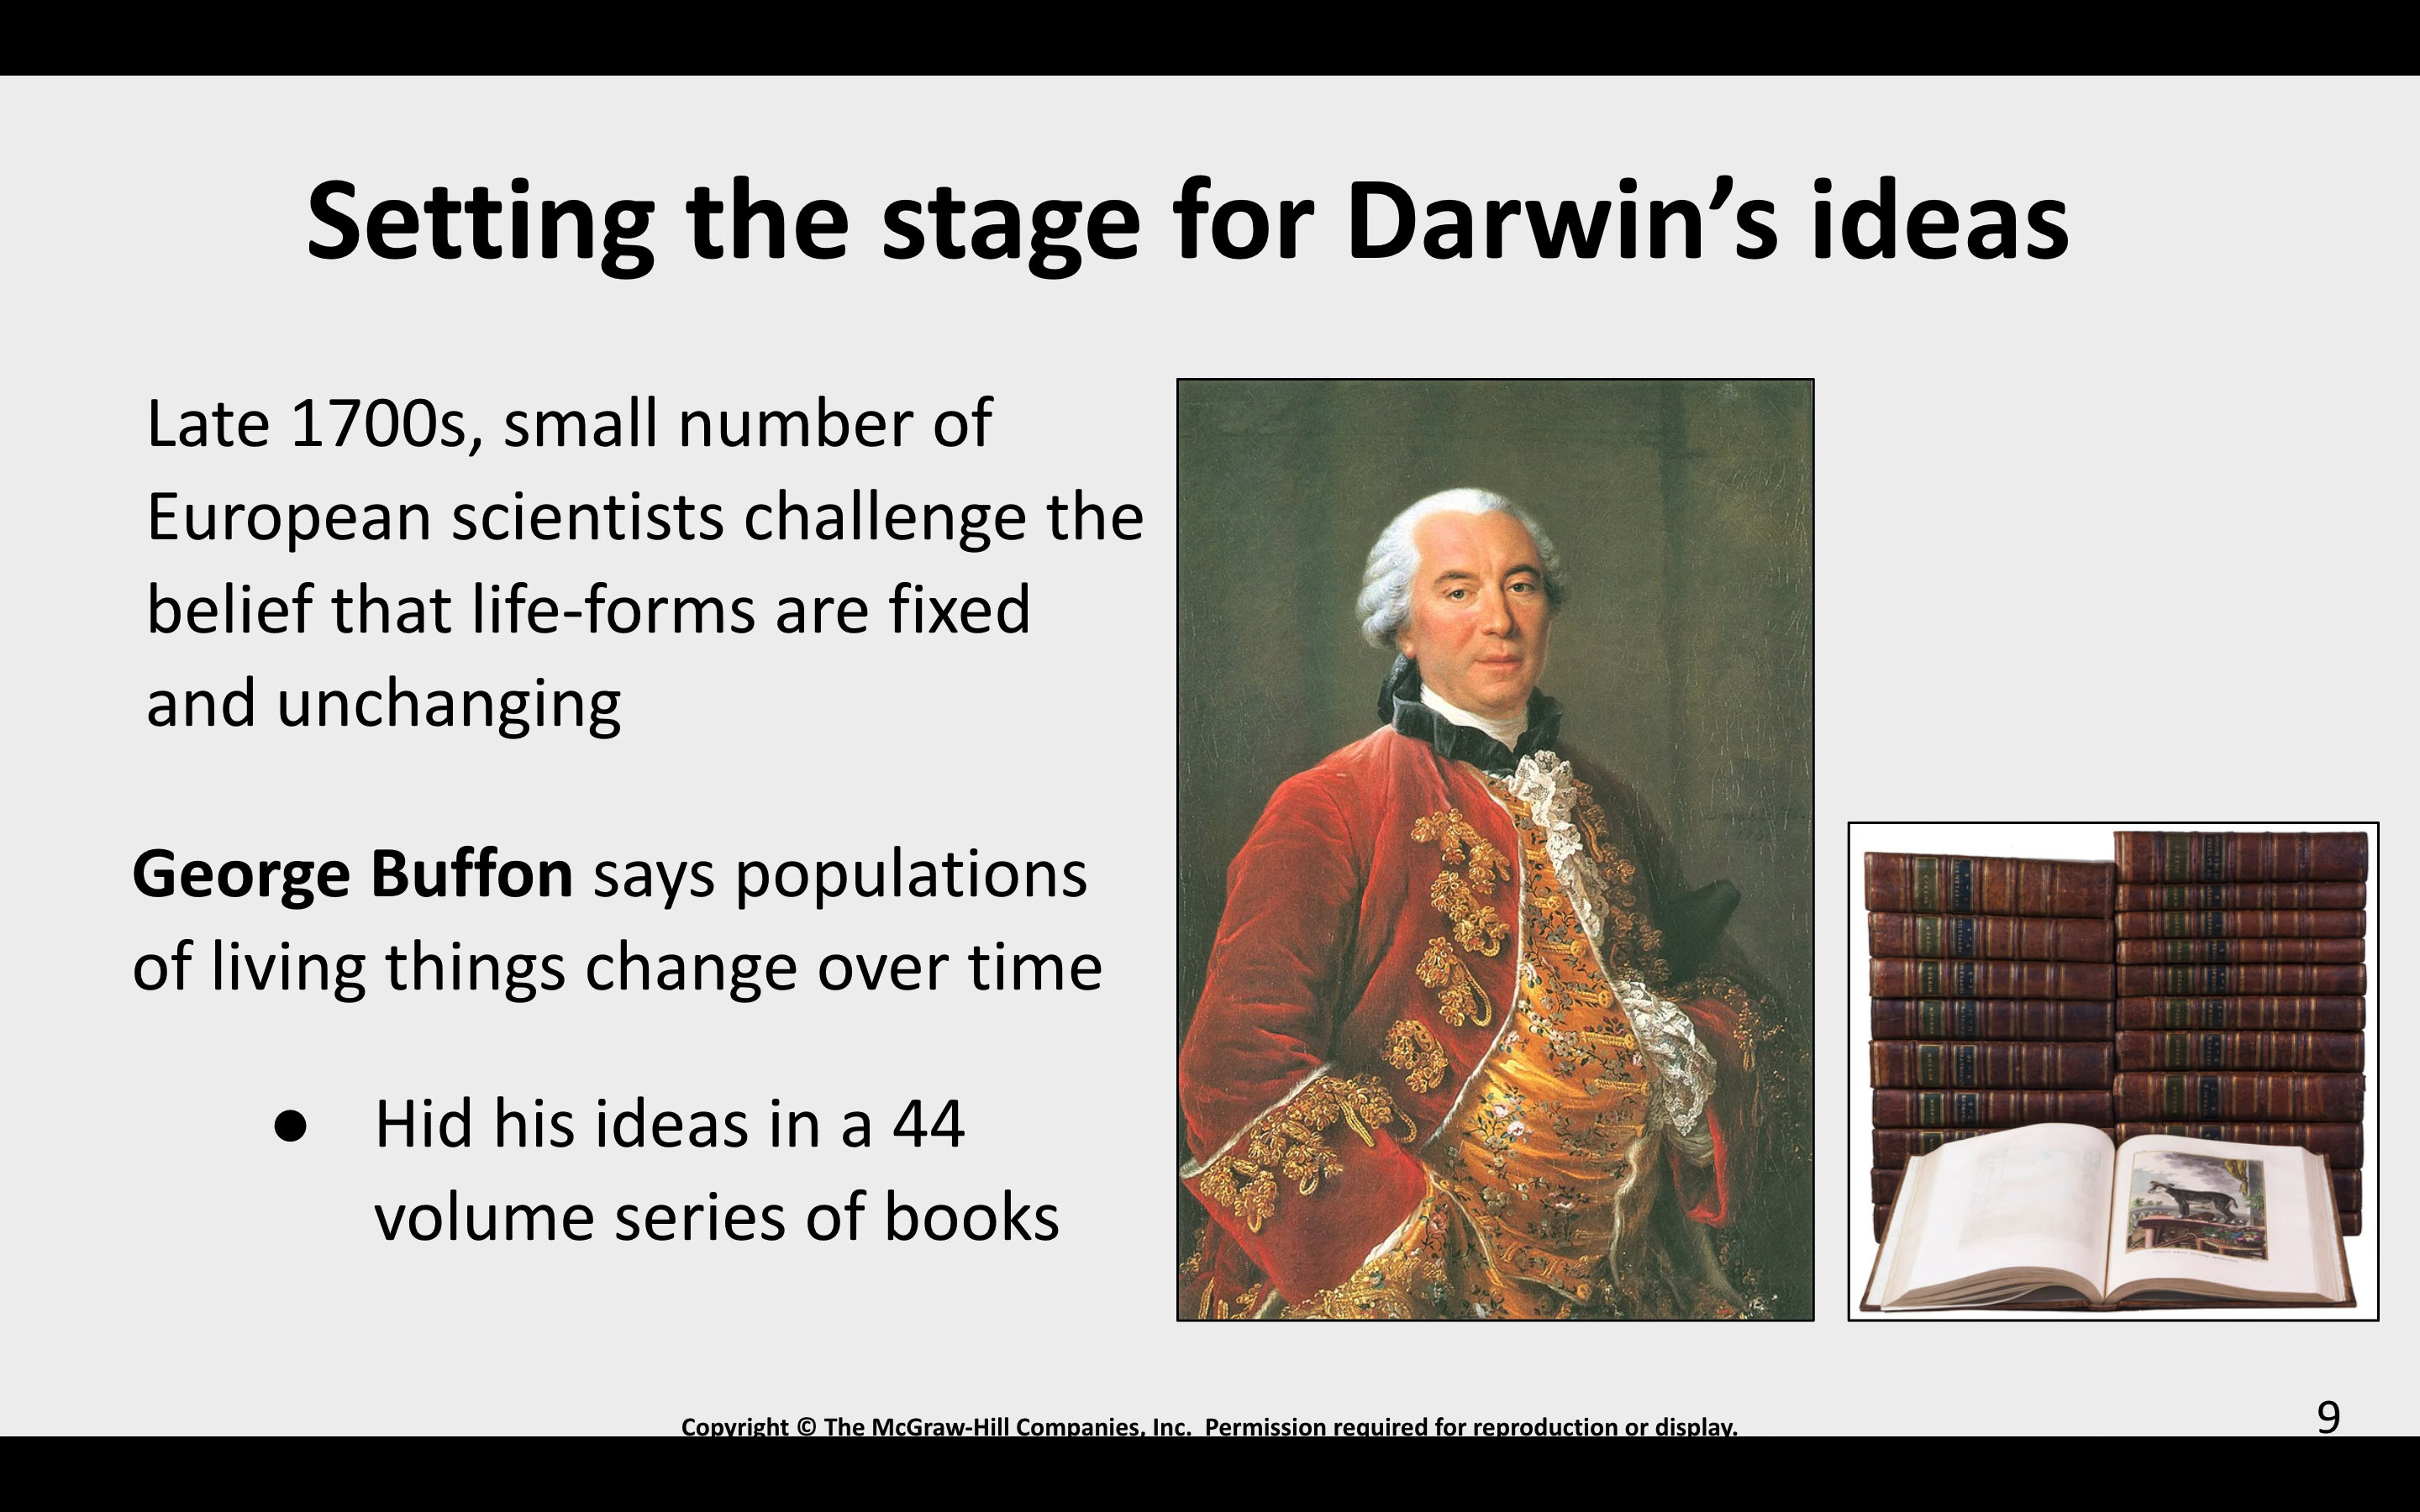 Setting the stage for Darwin’s ideas
Late 1700s, small number of
European scientists challenge the
belief that life-forms are fixed
and unchanging
George Buffon says populations
of living things change over time
● Hid his ideas in a 44
volume series of books
Copyright © The McGraw-Hill Companies, Inc. Permission required for reproduction or display.
9